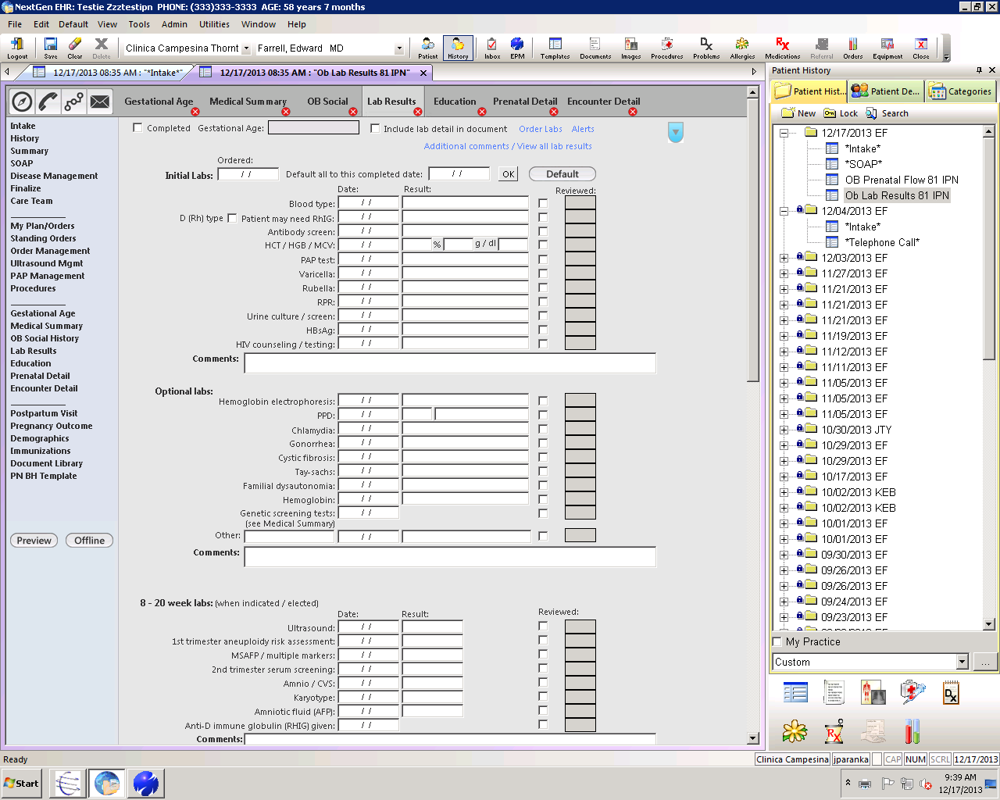 NextGen EHR: Testie Zzztestipn PHONE: (333)333-3333 AGE: 58 years 7 months
File Edit Default View Tools Admin Utilities Window Help
Logout Save Clear Delete Clinica Campesina Thornt Farrell, Edward MD Patient History Inbox EPM Templates Documents Images Procedures Problems Allergies Medications Referral Orders Equipment Close
12/17/2013 08:35 AM : "*Intake*" 12/17/2013 08:35 AM : "Ob Lab Results 81 IPN"
Gestational Age Medical Summary OB Social Lab Results Education Prenatal Detail Encounter Detail
Intake
History
Summary
SOAP
Disease Management
Finalize
Care Team
My Plan/Orders
Standing Orders
Order Management
Ultrasound Mgmt
PAP Management
Procedures
Gestational Age
Medical Summary
OB Social History
Lab Results
Education
Prenatal Detail
Encounter Detail
Postpartum Visit
Pregnancy Outcome
Demographics
Immunizations
Document Library
PN BH Template
Preview Offline
Completed Gestational Age: Include lab detail in document Order Labs Alerts
Additional comments / View all lab results
Ordered:
Initial Labs: / / Default all to this completed date: / / OK Default
Date: Result: Reviewed:
Blood type: / /
D (Rh) type Patient may need RhIG: / /
Antibody screen: / /
HCT / HGB / MCV: / / % g / dl
PAP test: / /
Varicella: / /
Rubella: / /
RPR: / /
Urine culture / screen: / /
HBsAg: / /
HIV counseling / testing: / /
Comments:
Optional labs:
Hemoglobin electrophoresis: / /
PPD: / /
Chlamydia: / /
Gonorrhea: / /
Cystic fibrosis: / /
Tay-sachs: / /
Familial dysautonomia: / /
Hemoglobin: / /
Genetic screening tests: / /
(see Medical Summary)
Other: / /
Comments:
8 - 20 week labs: (when indicated / elected)
Date: Result: Reviewed:
Ultrasound: / /
1st trimester aneuploidy risk assessment: / /
MSAFP / multiple markers: / /
2nd trimester serum screening: / /
Amnio / CVS: / /
Karyotype: / /
Amniotic fluid (AFP): / /
Anti-D immune globulin (RHIG) given: / /
Comments:
Patient History
Patient Hist... Patient De... Categories
New Lock Search
12/17/2013 EF
*Intake*
*SOAP*
OB Prenatal Flow 81 IPN
Ob Lab Results 81 IPN
12/04/2013 EF
*Intake*
*Telephone Call*
12/03/2013 EF
11/27/2013 EF
11/21/2013 EF
11/21/2013 EF
11/21/2013 EF
11/19/2013 EF
11/12/2013 EF
11/11/2013 EF
11/05/2013 EF
11/05/2013 EF
11/05/2013 EF
10/30/2013 JTY
10/29/2013 EF
10/29/2013 EF
10/17/2013 EF
10/02/2013 KEB
10/02/2013 KEB
10/01/2013 EF
10/01/2013 EF
09/30/2013 EF
09/26/2013 EF
09/26/2013 EF
09/24/2013 EF
09/23/2013 EF
My Practice
Custom ...
Ready Clinica Campesina jparanka CAP NUM SCRL 12/17/2013
Start 9:39 AM
12/17/2013